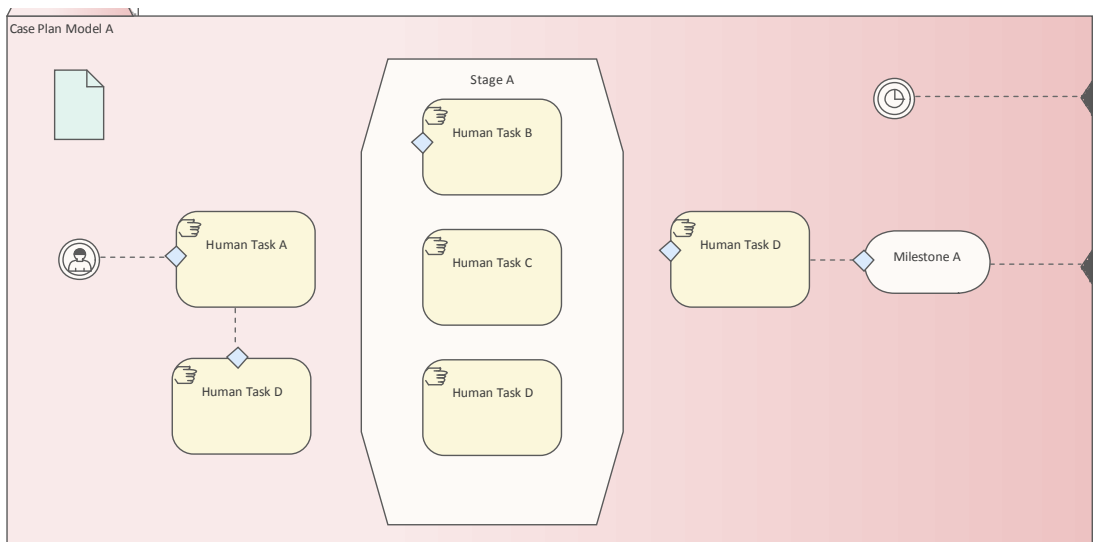 Case Plan Model A
Stage A
Human Task B
Human Task A
Human Task C
Human Task D
Milestone A
Human Task D
Human Task D